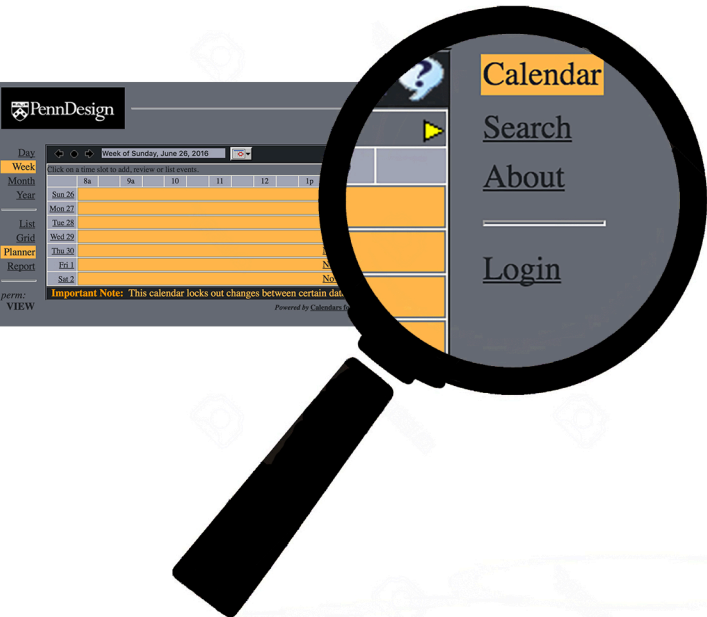 PennDesign
Day
Week
Month
Year
List
Grid
Planner
Report
perm:
VIEW
Week of Sunday, June 26, 2016
Click on a time slot to add, review or list events.
8a 9a 10 11 12 1p
Sun 26
Mon 27
Tue 28
Wed 29
Thu 30
Fri 1
Sat 2
No
Important Note: This calendar locks out changes between certain
Powered by Calendars
?
Calendar
Search
About
Login